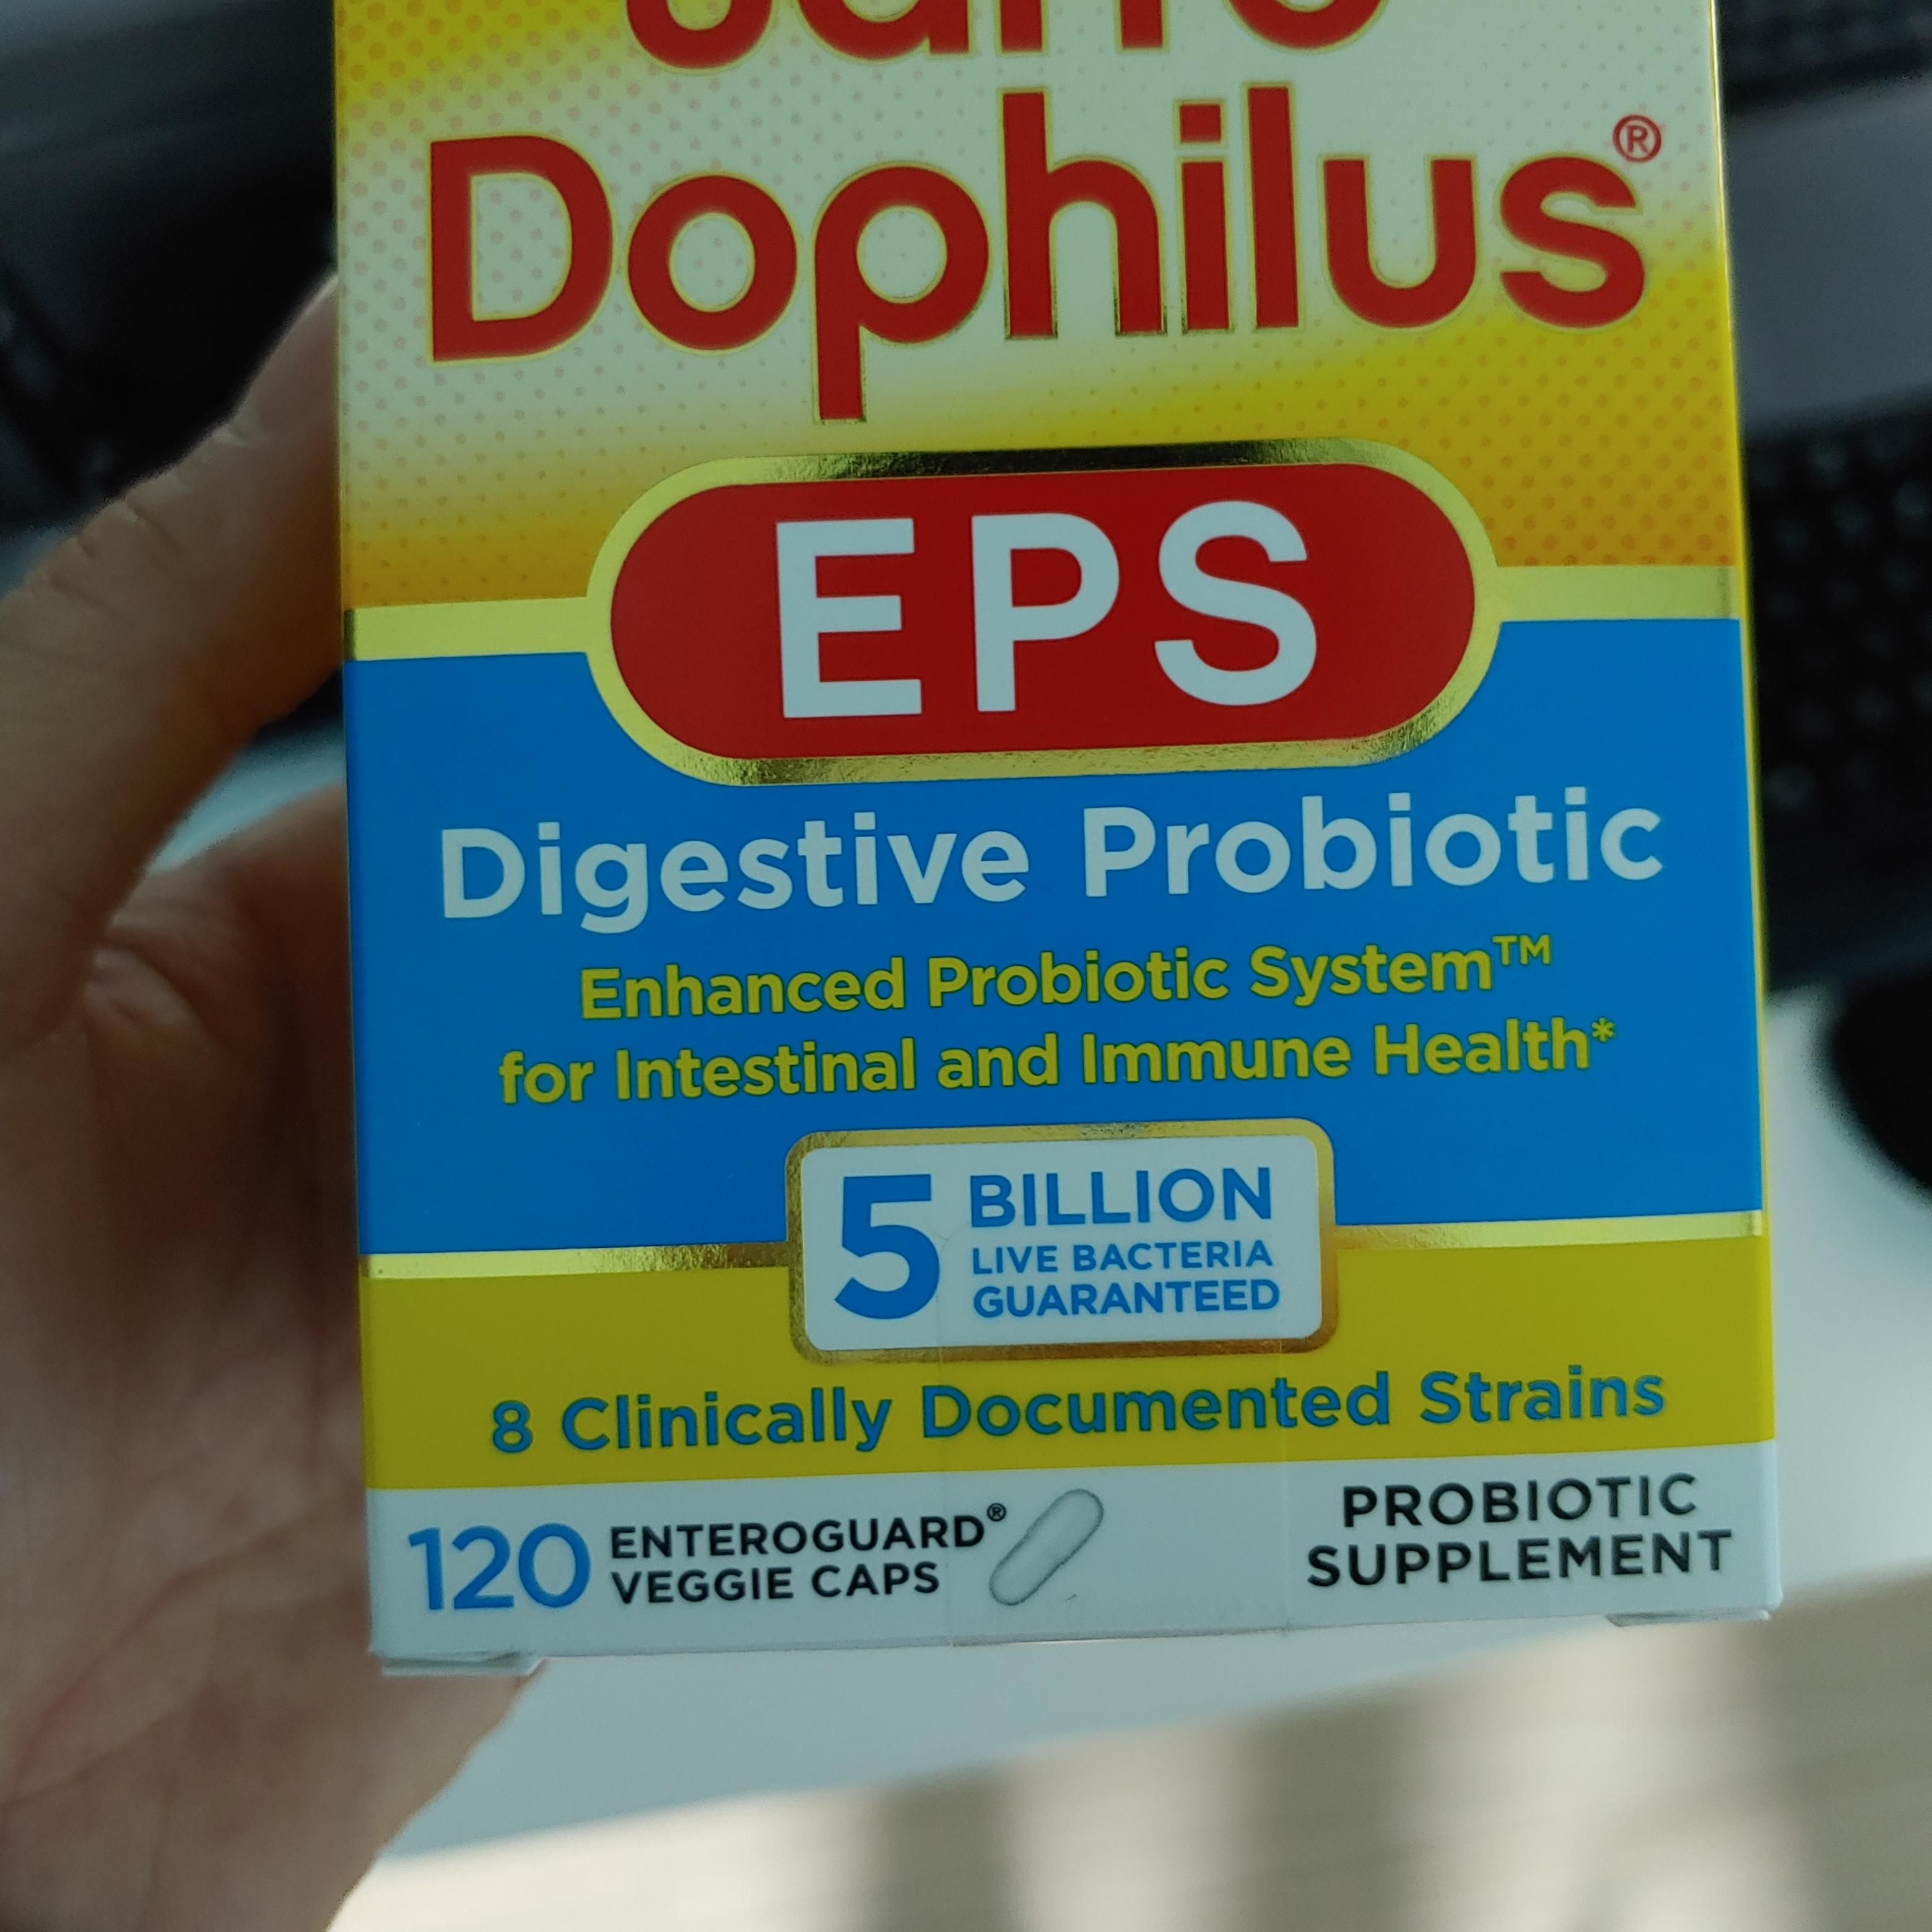 Jarro
Dophilus®
EPS
Digestive Probiotic
Enhanced Probiotic System™
for Intestinal and Immune Health*
5 BILLION
LIVE BACTERIA
GUARANTEED
8 Clinically Documented Strains
120 ENTEROGUARD®
VEGGIE CAPS
PROBIOTIC
SUPPLEMENT